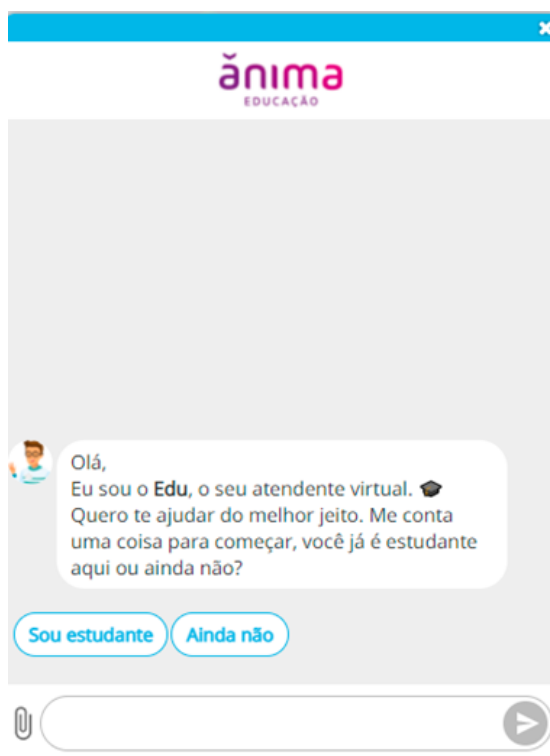 ănıma
EDUCAÇÃO
Olá,
Eu sou o Edu, o seu atendente virtual. 🎓
Quero te ajudar do melhor jeito. Me conta
uma coisa para começar, você já é estudante
aqui ou ainda não?
Sou estudante
Ainda não